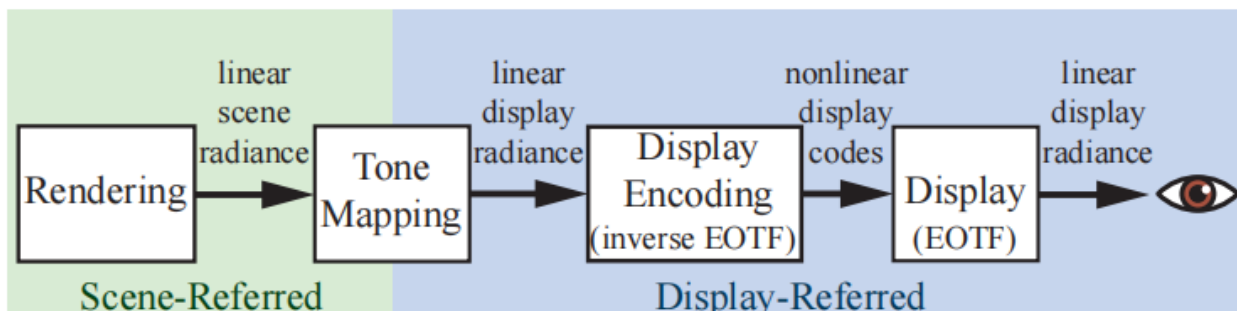 linear
scene
radiance
linear
display
radiance
nonlinear
display
codes
linear
display
radiance
Rendering
Tone
Mapping
Display
Encoding
(inverse EOTF)
Display
(EOTF)
Scene-Referred
Display-Referred